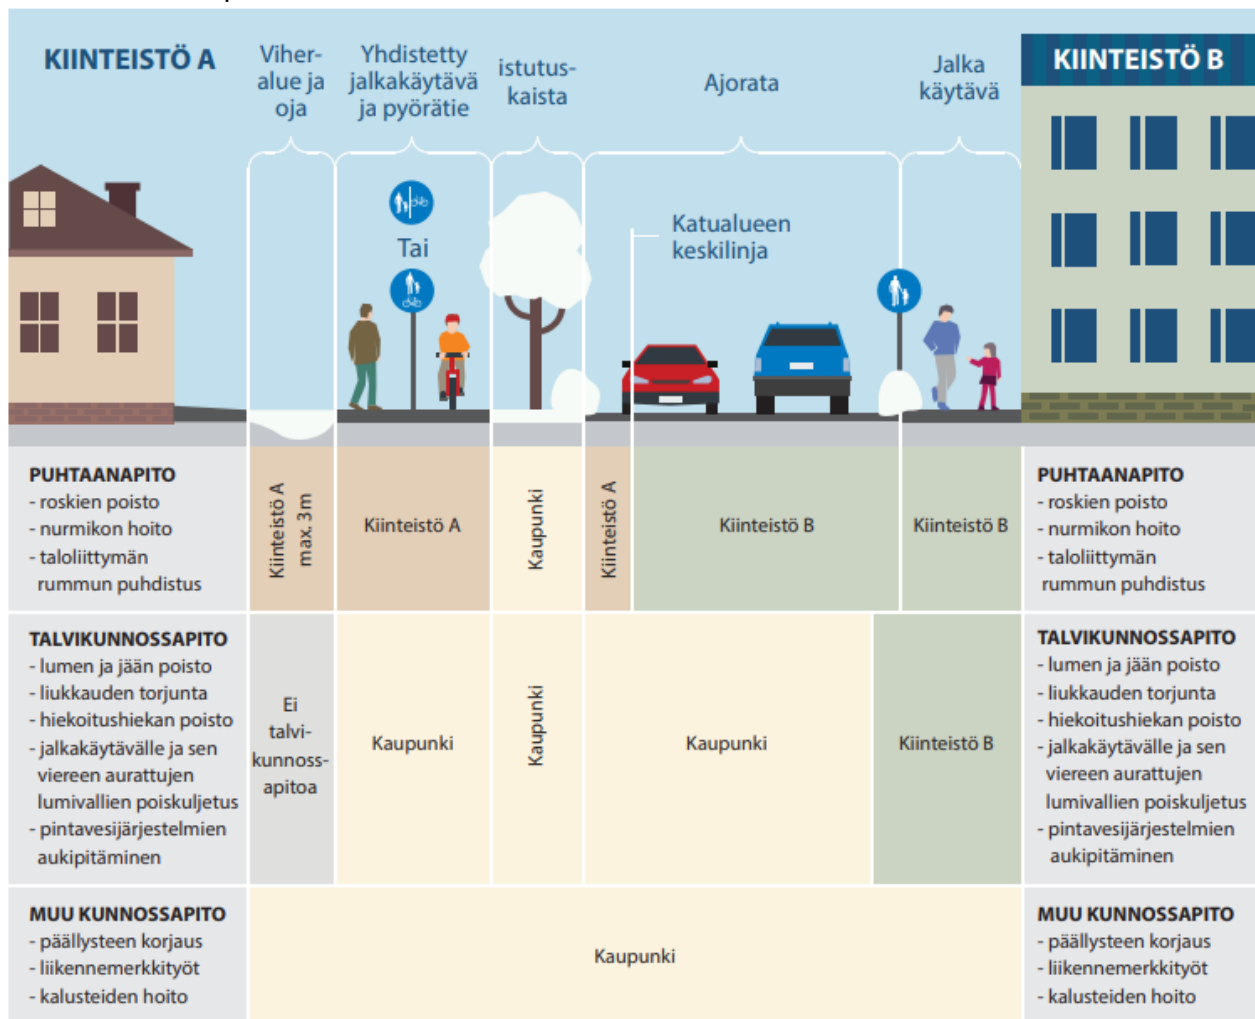 KIINTEISTÖ A
Viher-
alue ja
oja
Yhdistetty
jalkakäytävä
ja pyörätie
istutus-
kaista
Ajorata
Jalka
käytävä
KIINTEISTÖ B
Tai
Katualueen
keskilinja
PUHTAANAPITO
- roskien poisto
- nurmikon hoito
- taloliittymän
rummun puhdistus
Kiinteistö A
max. 3m
Kiinteistö A
Kaupunki
Kiinteistö A
Kiinteistö B
Kiinteistö B
PUHTAANAPITO
- roskien poisto
- nurmikon hoito
- taloliittymän
rummun puhdistus
TALVIKUNNOSSAPITO
- lumen ja jään poisto
- liukkauden torjunta
- hiekoitushiekan poisto
- jalkakäytävälle ja sen
viereen aurattujen
lumivallien poiskuljetus
- pintavesijärjestelmien
aukipitäminen
Ei
talvi-
kunnoss-
apitoa
Kaupunki
Kaupunki
Kaupunki
Kiinteistö B
TALVIKUNNOSSAPITO
- lumen ja jään poisto
- liukkauden torjunta
- hiekoitushiekan poisto
- jalkakäytävälle ja sen
viereen aurattujen
lumivallien poiskuljetus
- pintavesijärjestelmien
aukipitäminen
MUU KUNNOSSAPITO
- päällysteen korjaus
- liikennemerkkityöt
- kalusteiden hoito
Kaupunki
MUU KUNNOSSAPITO
- päällysteen korjaus
- liikennemerkkityöt
- kalusteiden hoito